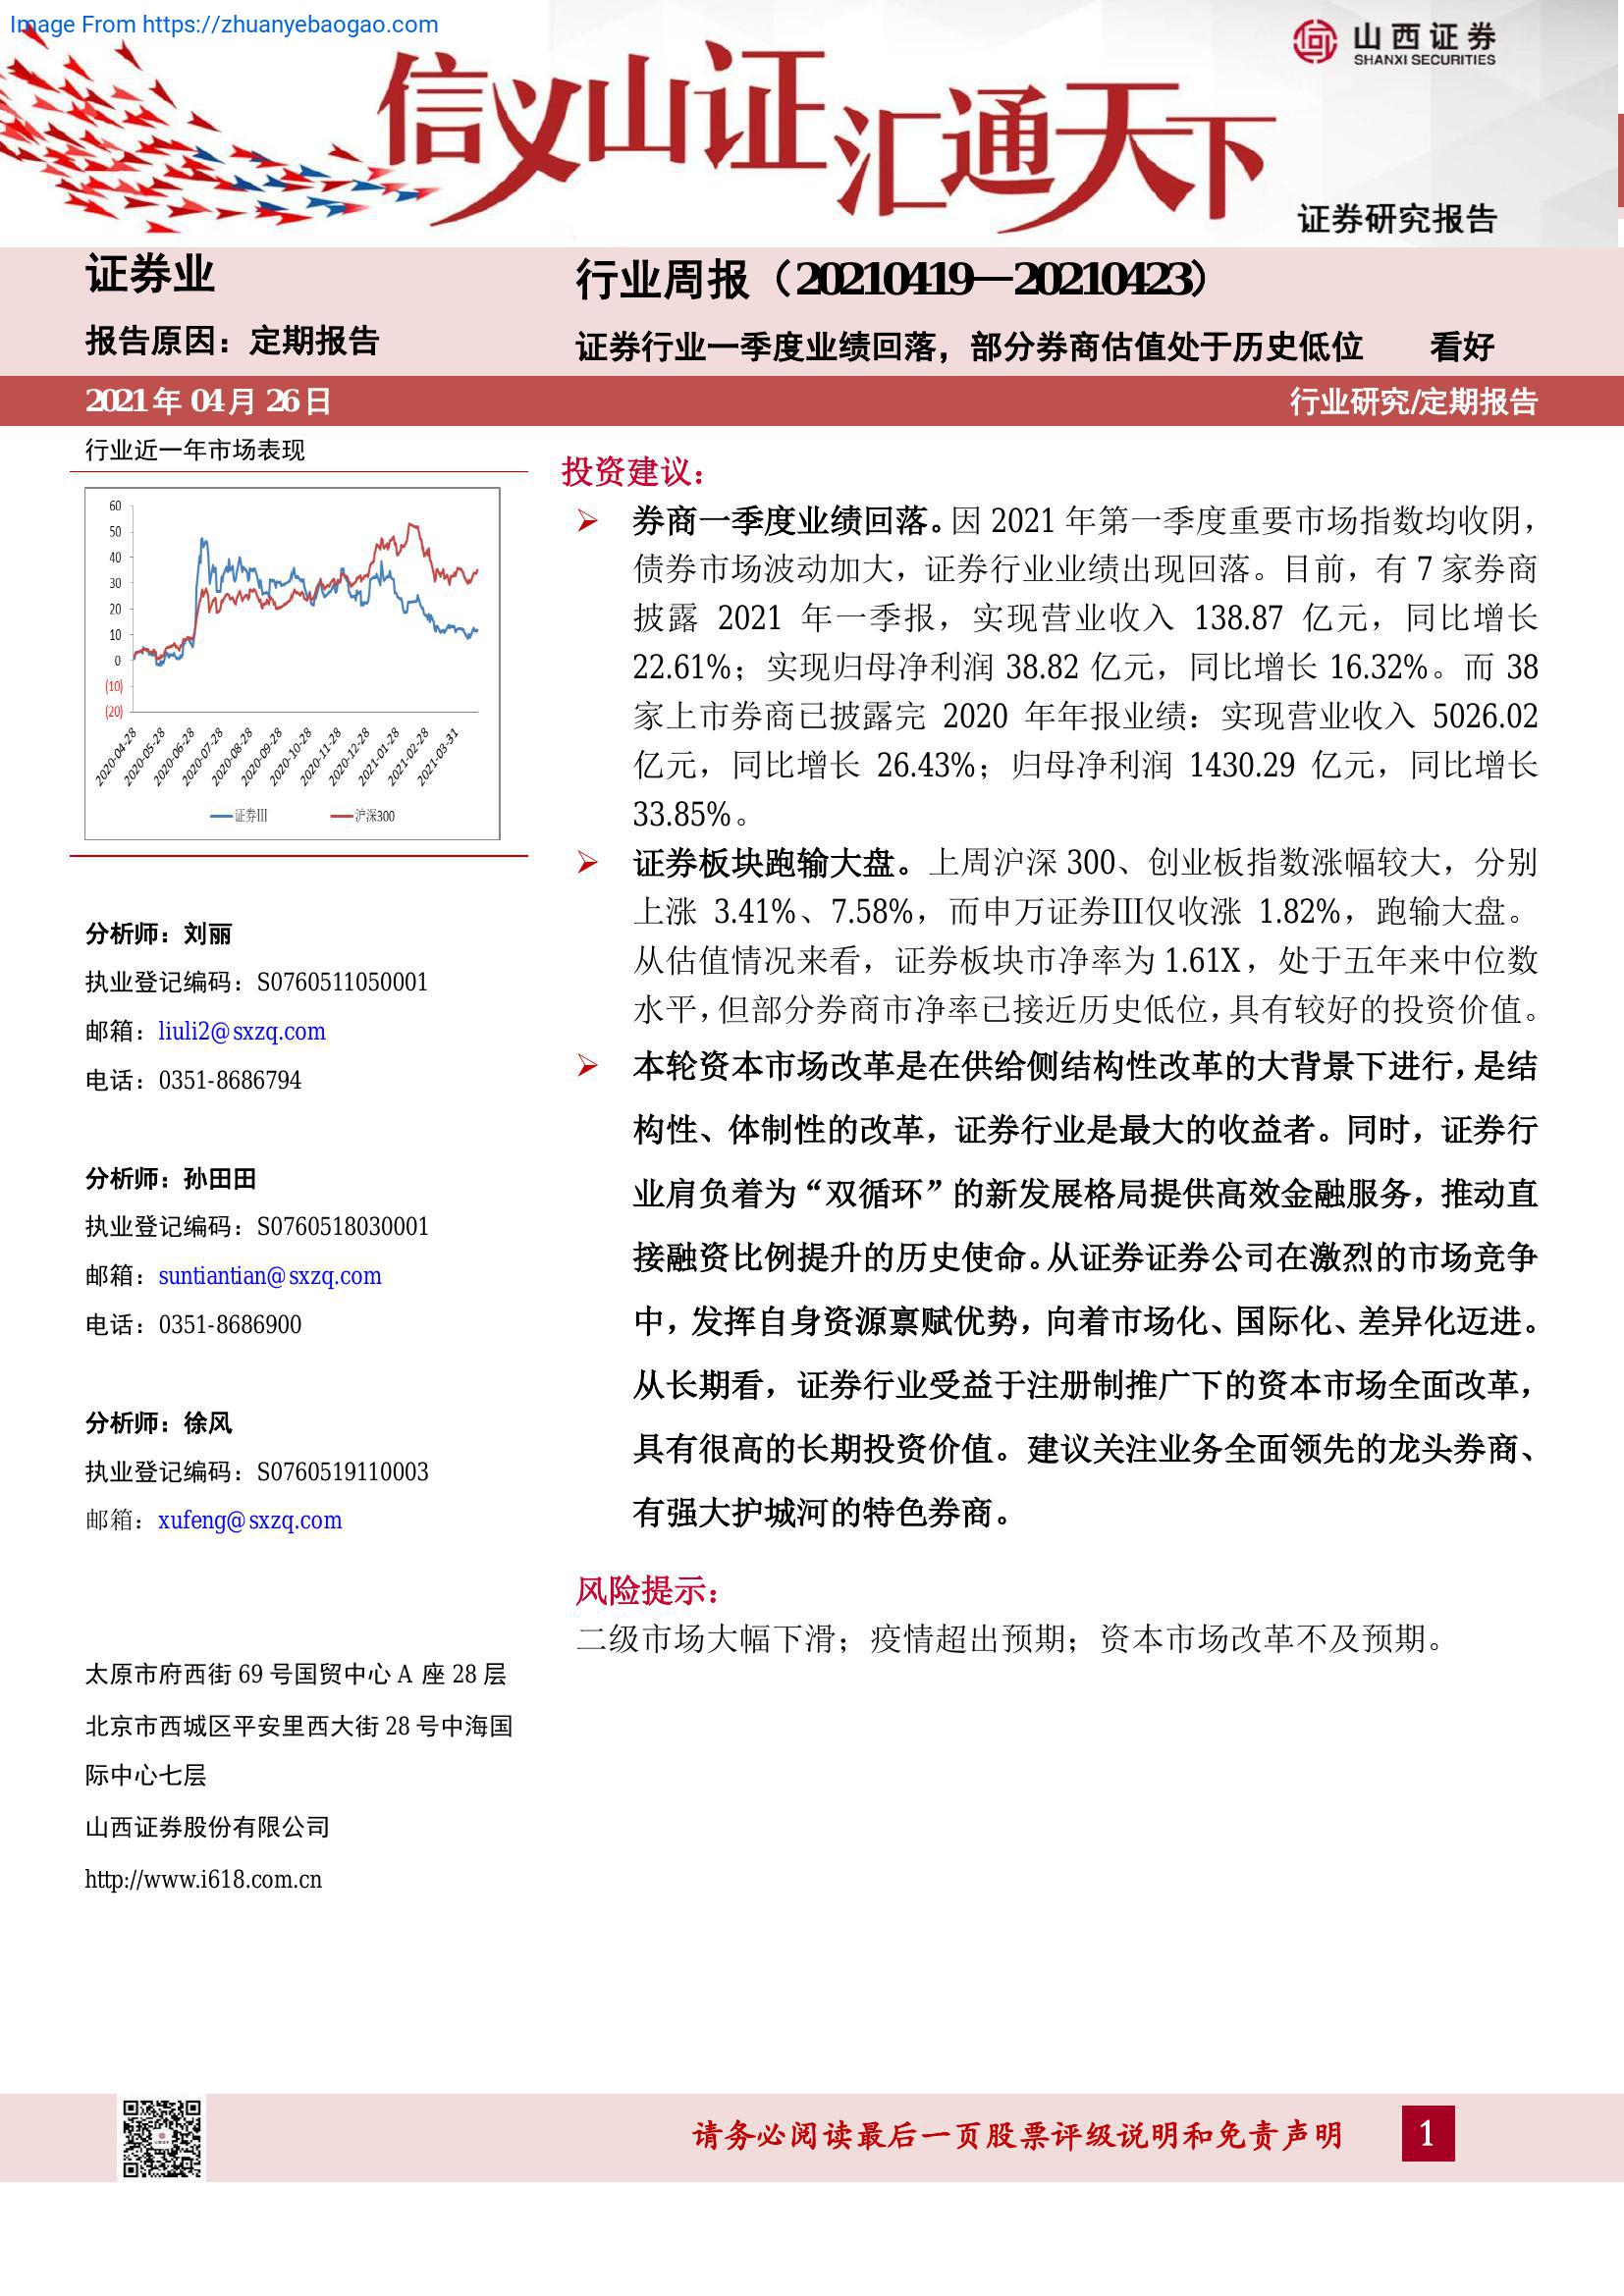 Image From https://zhuanyebaogao.com
信义山证汇通天下
山西证券
SHANXI SECURITIES
证券研究报告
证券业
行业周报（20210419—20210423）
报告原因：定期报告
证券行业一季度业绩回落，部分券商估值处于历史低位 看好
2021 年 04 月 26 日
行业研究/定期报告
行业近一年市场表现
60
50
40
30
20
10
0
(10)
(20)
2020-04-28
2020-05-28
2020-06-28
2020-07-28
2020-08-28
2020-09-28
2020-10-28
2020-11-28
2020-12-28
2021-01-28
2021-02-28
2021-03-31
证券III 沪深300
分析师：刘丽
执业登记编码：S0760511050001
邮箱：liuli2@sxzq.com
电话：0351-8686794
分析师：孙田田
执业登记编码：S0760518030001
邮箱：suntiantian@sxzq.com
电话：0351-8686900
分析师：徐风
执业登记编码：S0760519110003
邮箱：xufeng@sxzq.com
太原市府西街 69 号国贸中心 A 座 28 层
北京市西城区平安里西大街 28 号中海国
际中心七层
山西证券股份有限公司
http://www.i618.com.cn
投资建议：
券商一季度业绩回落。因 2021 年第一季度重要市场指数均收阴，
债券市场波动加大，证券行业业绩出现回落。目前，有 7 家券商
披露 2021 年一季报，实现营业收入 138.87 亿元，同比增长
22.61%；实现归母净利润 38.82 亿元，同比增长 16.32%。而 38
家上市券商已披露完 2020 年年报业绩：实现营业收入 5026.02
亿元，同比增长 26.43%；归母净利润 1430.29 亿元，同比增长
33.85%。
证券板块跑输大盘。上周沪深 300、创业板指数涨幅较大，分别
上涨 3.41%、7.58%，而申万证券Ⅲ仅收涨 1.82%，跑输大盘。
从估值情况来看，证券板块市净率为 1.61X，处于五年来中位数
水平，但部分券商市净率已接近历史低位，具有较好的投资价值。
本轮资本市场改革是在供给侧结构性改革的大背景下进行，是结
构性、体制性的改革，证券行业是最大的收益者。同时，证券行
业肩负着为“双循环”的新发展格局提供高效金融服务，推动直
接融资比例提升的历史使命。从证券证券公司在激烈的市场竞争
中，发挥自身资源禀赋优势，向着市场化、国际化、差异化迈进。
从长期看，证券行业受益于注册制推广下的资本市场全面改革，
具有很高的长期投资价值。建议关注业务全面领先的龙头券商、
有强大护城河的特色券商。
风险提示：
二级市场大幅下滑；疫情超出预期；资本市场改革不及预期。
请务必阅读最后一页股票评级说明和免责声明 1